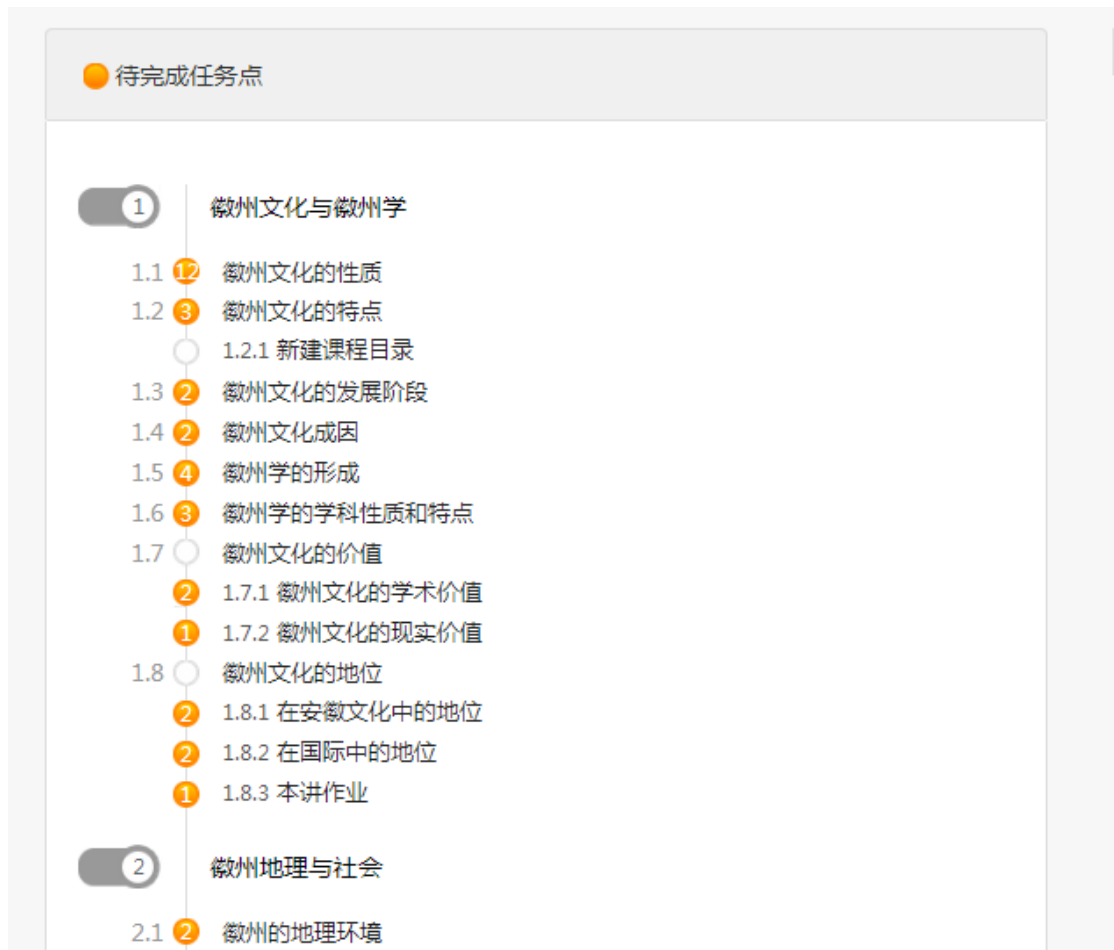 待完成任务点
1 徽州文化与徽州学
1.1 12 徽州文化的性质
1.2 3 徽州文化的特点
1.2.1 新建课程目录
1.3 2 徽州文化的发展阶段
1.4 2 徽州文化成因
1.5 4 徽州学的形成
1.6 3 徽州学的学科性质和特点
1.7 徽州文化的价值
2 1.7.1 徽州文化的学术价值
1 1.7.2 徽州文化的现实价值
1.8 徽州文化的地位
2 1.8.1 在安徽文化中的地位
2 1.8.2 在国际中的地位
1 1.8.3 本讲作业
2 徽州地理与社会
2.1 2 徽州的地理环境